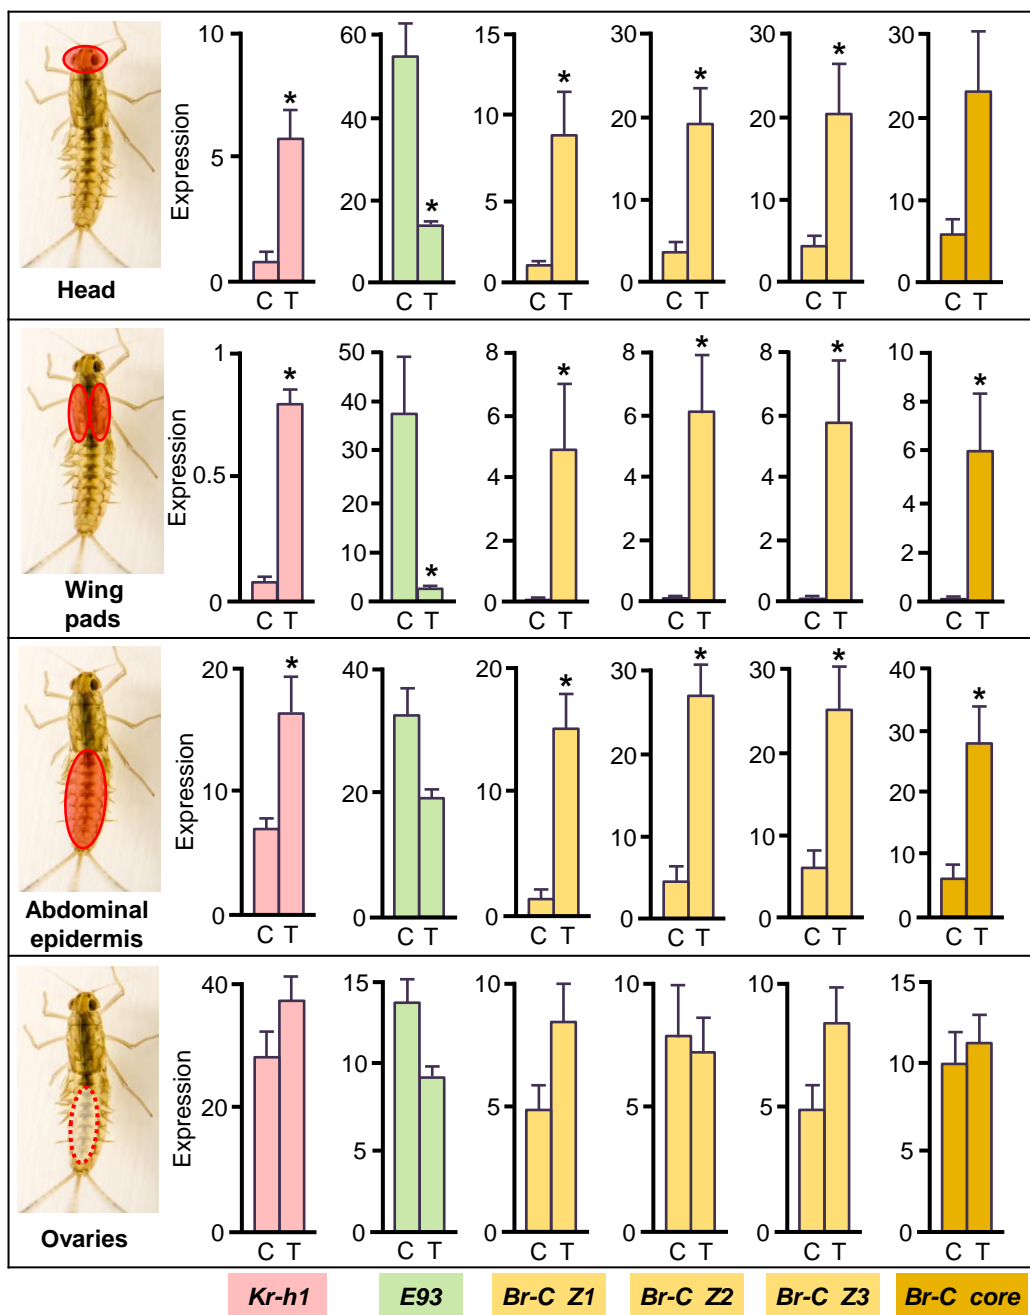 10 60 15 30 30 30
* * * *
Expression
5 40 10 20 20 20
20 * 5 10 10 10
0 0 0 0 0 0
Head
C T C T C T C T C T C T
1 50 8 8 8 10
* * * * *
40 8
Expression
30 6 6 6 6
0.5 4 4 4
20 4
10 * 2 2 2 2
0 0 0 0 0 0
Wing
pads
C T C T C T C T C T C T
20 40 20 30 30 40
* * * * *
30
Expression
10 20 10 20 20 20
10 10 10
0 0 0 0 0 0
Abdominal
epidermis
C T C T C T C T C T C T
40 15 10 10 10 15
Expression
20 10 5 5 5 10
5 5
0 0 0 0 0 0
Ovaries
C T C T C T C T C T C T
Kr-h1 E93 Br-C Z1 Br-C Z2 Br-C Z3 Br-C core